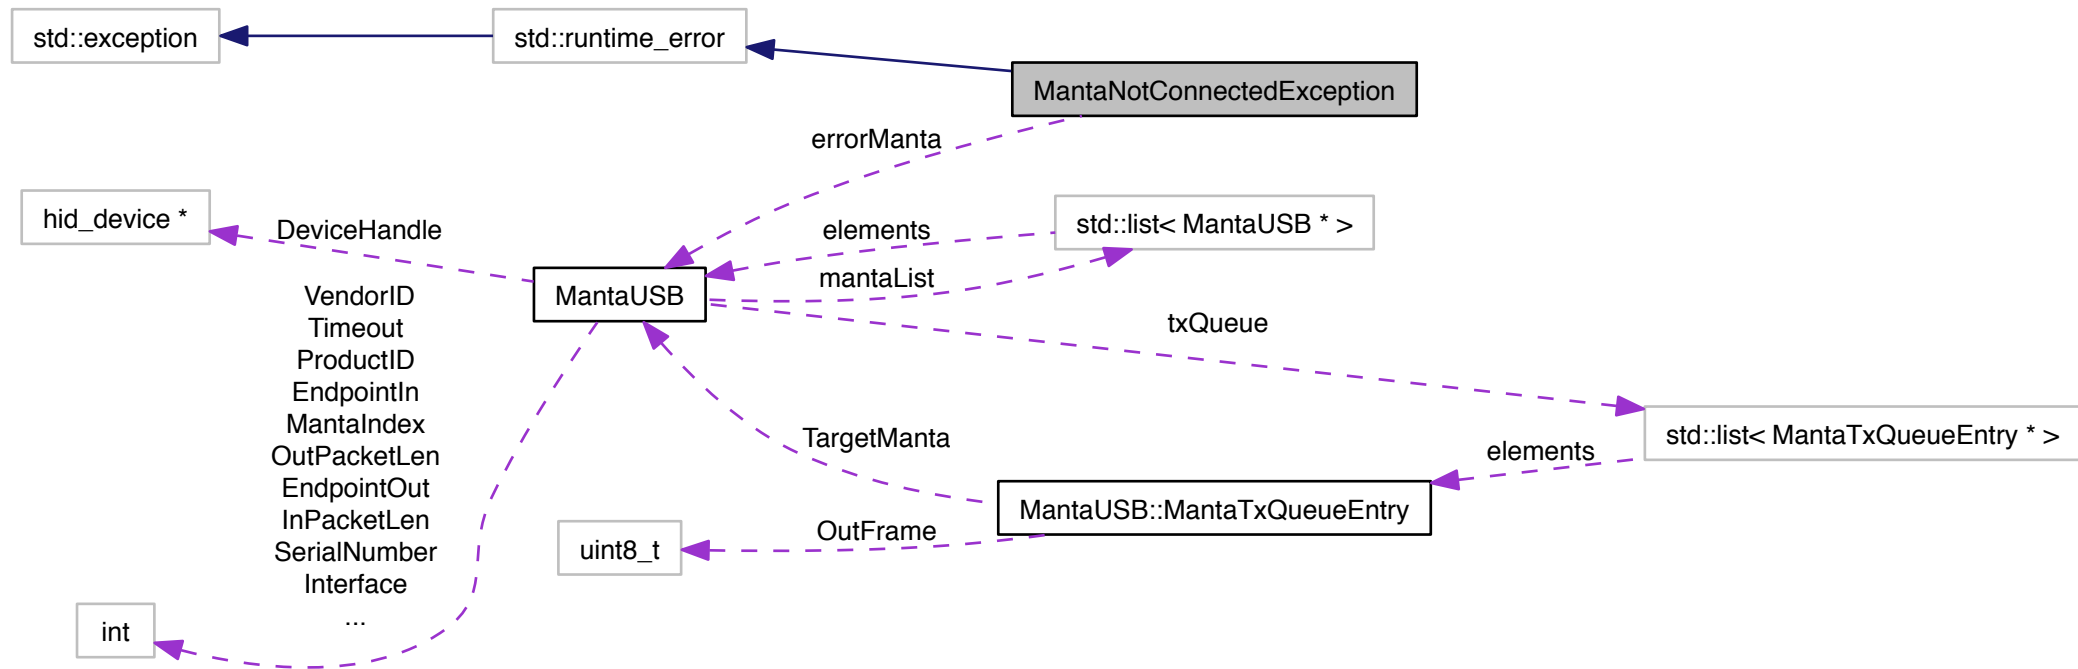 std::exception
std::runtime_error
MantaNotConnectedException
errorManta
hid_device *
DeviceHandle
elements
std::list< MantaUSB * >
mantaList
MantaUSB
VendorID
Timeout
ProductID
EndpointIn
MantaIndex
OutPacketLen
EndpointOut
InPacketLen
SerialNumber
Interface
...
txQueue
std::list< MantaTxQueueEntry * >
elements
TargetManta
MantaUSB::MantaTxQueueEntry
OutFrame
uint8_t
int